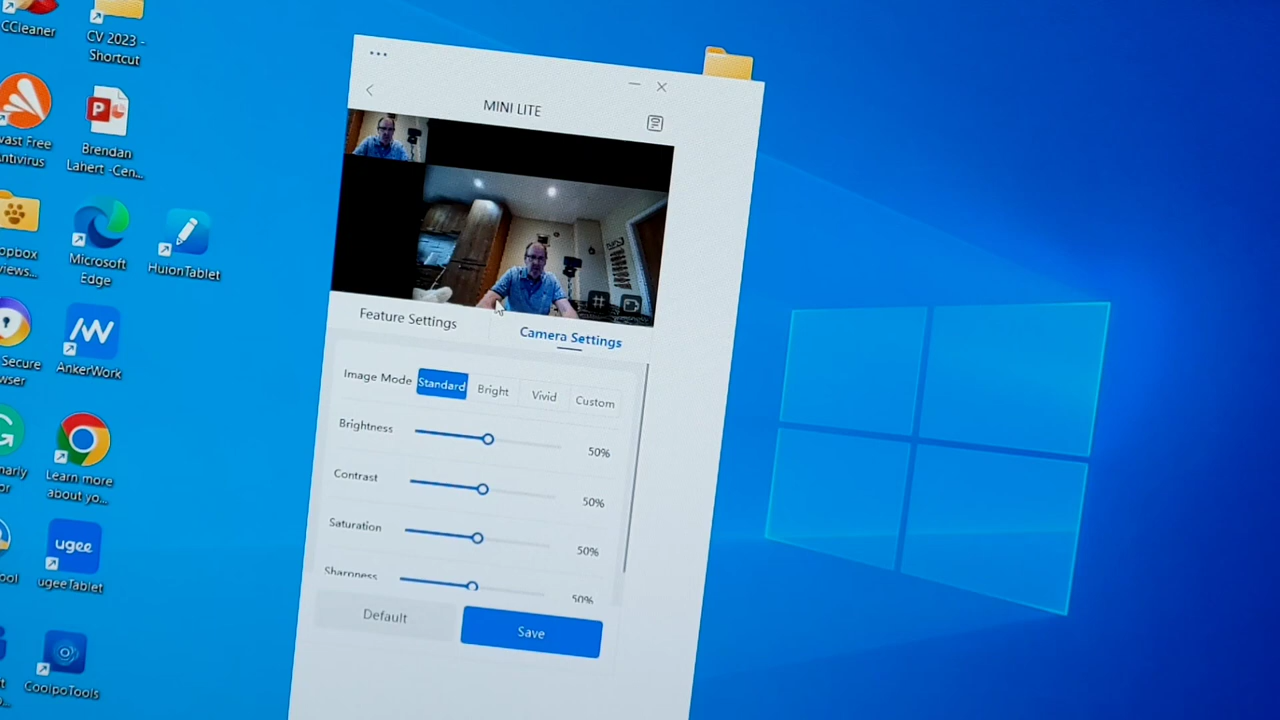 CCleaner
CV 2023 -
Shortcut
vast Free
Antivirus
Brendan
Lahert -Cen...
opbox
views...
Microsoft
Edge
HuionTablet
Secure
wser
AnkerWork
marly
or
Learn more
about yo...
ugee
ugeeTablet
ool
CoolpoTools
•••
MINI LITE
Feature Settings
Camera Settings
Image Mode
Standard
Bright
Vivid
Custom
Brightness
50%
Contrast
50%
Saturation
50%
Sharpness
50%
Default
Save